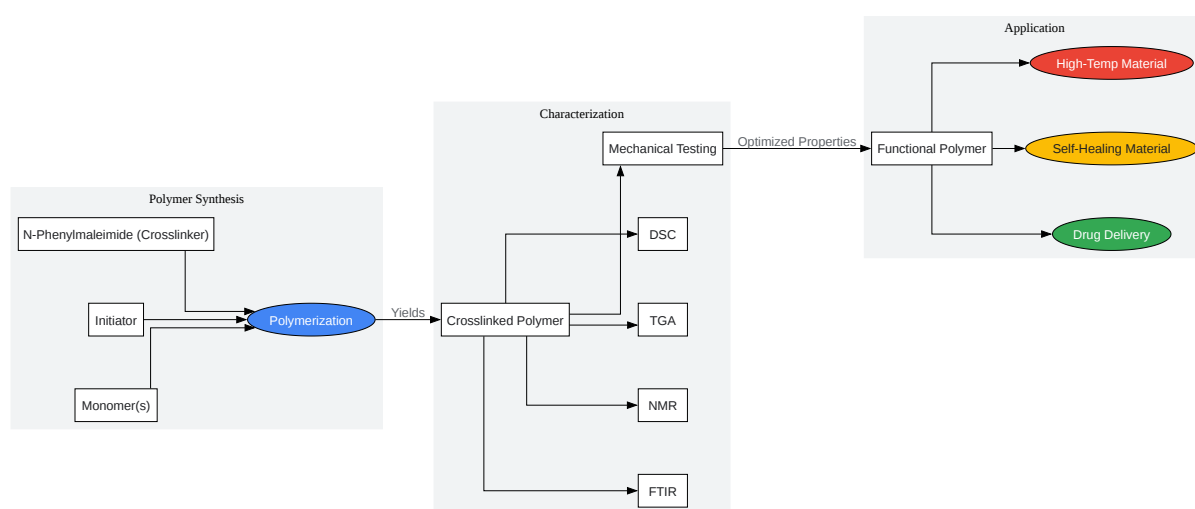 Polymer Synthesis
N-Phenylmaleimide (Crosslinker)
Initiator
Monomer(s)
Polymerization
Yields
Characterization
Mechanical Testing
DSC
Crosslinked Polymer
TGA
NMR
FTIR
Optimized Properties
Application
High-Temp Material
Functional Polymer
Self-Healing Material
Drug Delivery